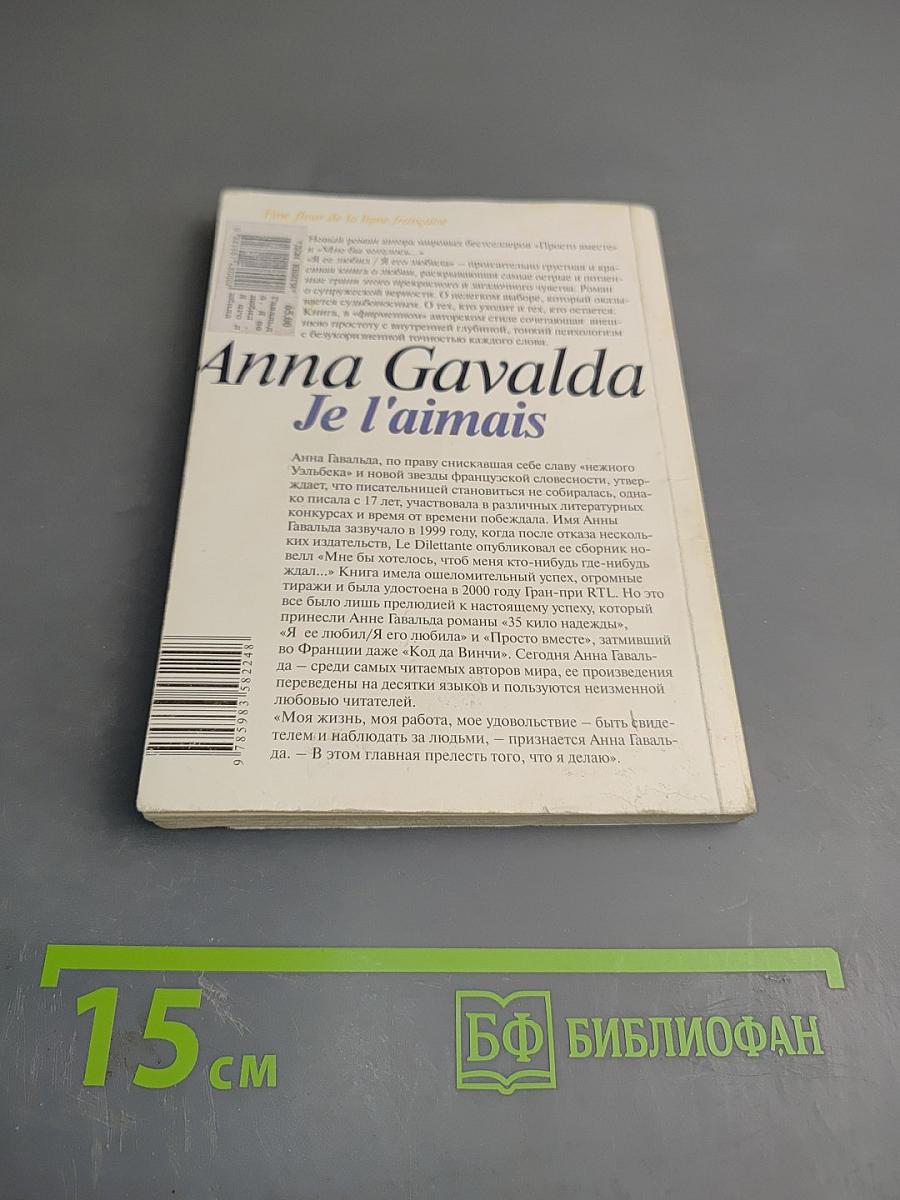 Fine fleur de la ligne française
Новый роман автора мировых бестселлеров «Просто вместе»
и «Мне бы хотелось...»
«Я ее любил / Я его любила» – пронзительно грустная и кра-
сивая книга о любви, раскрывающая самые острые и потаен-
ные грани этого прекрасного и загадочного чувства. Роман
о супружеской верности. О нелегком выборе, который оказы-
вается судьбоносным. О тех, кто уходит и тех, кто остается.
Книга, в «фирменном» авторском стиле сочетающая внеш-
нюю простоту с внутренней глубиной, тонкий психологизм
с безукоризненной точностью каждого слова.
65.00
Anna Gavalda
Je l'aimais
Анна Гавальда, по праву снискавшая себе славу «нежного
Уэльбека» и новой звезды французской словесности, утвер-
ждает, что писательницей становиться не собиралась, одна-
ко писала с 17 лет, участвовала в различных литературных
конкурсах и время от времени побеждала. Имя Анны
Гавальда зазвучало в 1999 году, когда после отказа несколь-
ких издательств, Le Dilettante опубликовал ее сборник но-
велл «Мне бы хотелось, чтоб меня кто-нибудь где-нибудь
ждал...» Книга имела ошеломительный успех, огромные
тиражи и была удостоена в 2000 году Гран-при RTL. Но это
все было лишь прелюдией к настоящему успеху, который
принесли Анне Гавальда романы «35 кило надежды»,
«Я ее любил/Я его любила» и «Просто вместе», затмивший
во Франции даже «Код да Винчи». Сегодня Анна Гаваль-
да – среди самых читаемых авторов мира, ее произведения
переведены на десятки языков и пользуются неизменной
любовью читателей.
«Моя жизнь, моя работа, мое удовольствие – быть свиде-
телем и наблюдать за людьми, – признается Анна Гаваль-
да. – В этом главная прелесть того, что я делаю».
9 785983 582248
15 см
БФ БИБЛИОФАН